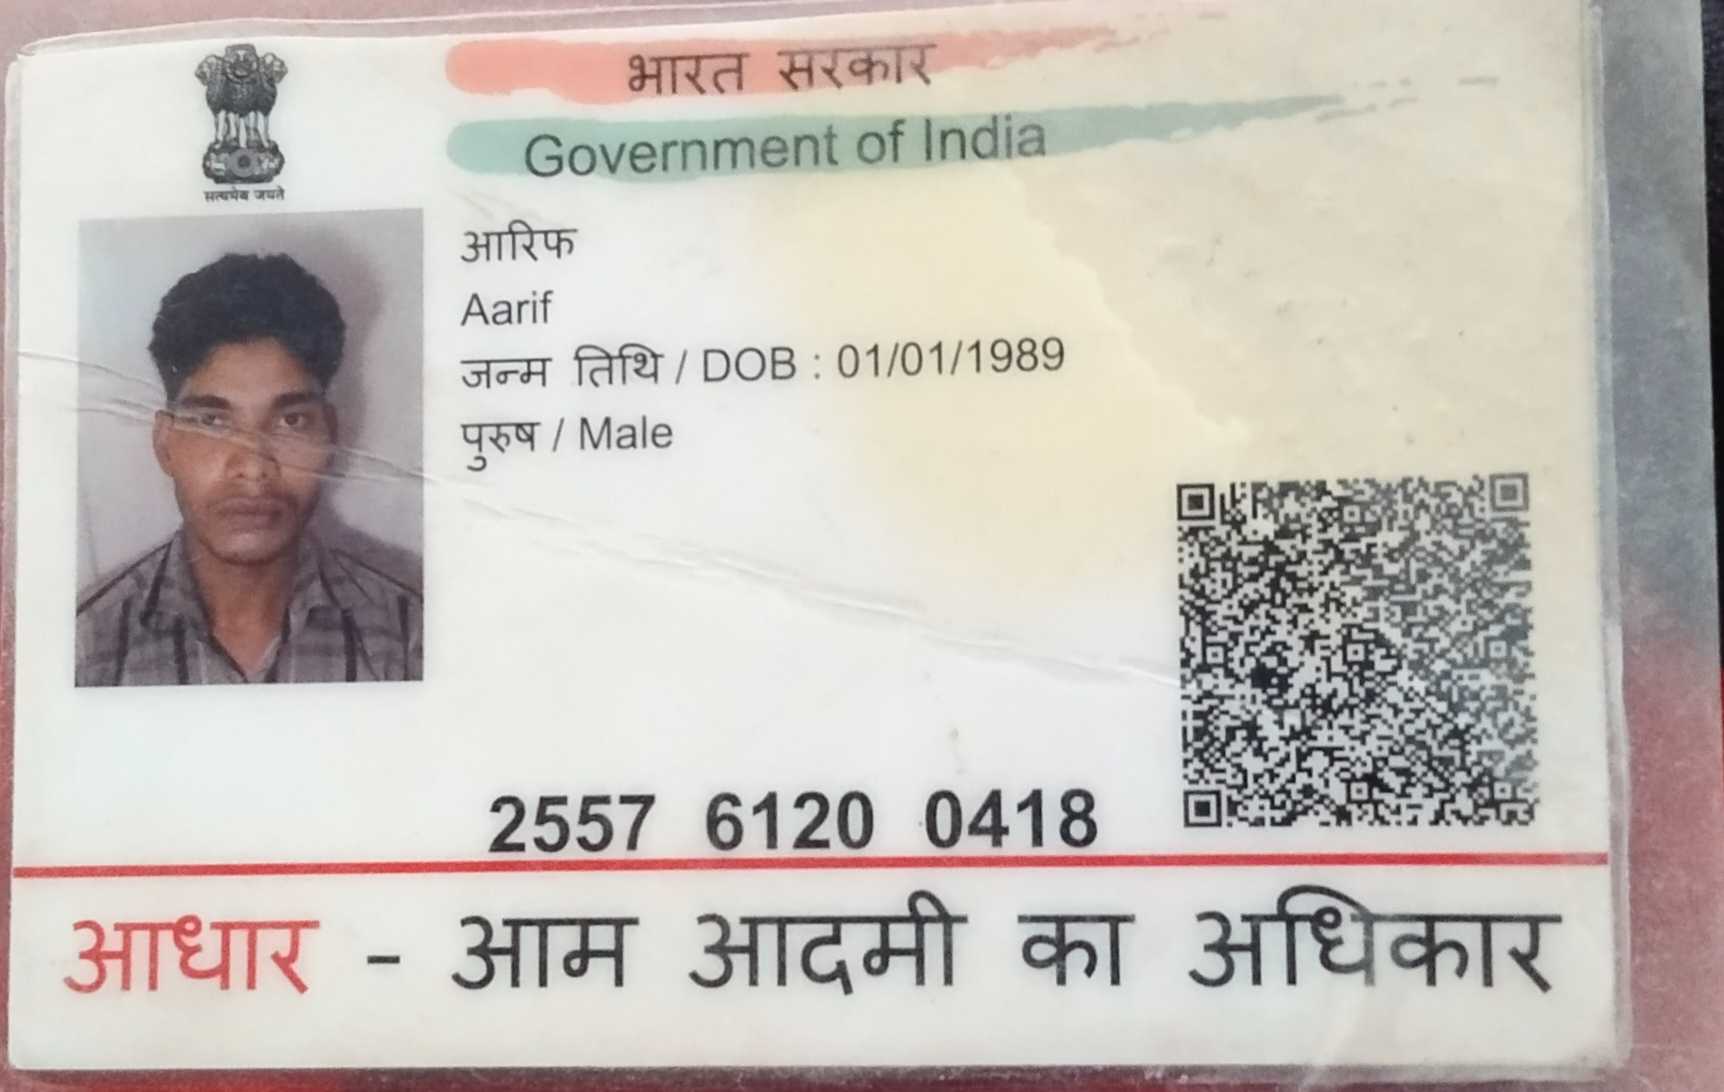 सत्यमेव जयते
भारत सरकार
Government of India
आरिफ
Aarif
जन्म तिथि / DOB : 01/01/1989
पुरुष / Male
2557 6120 0418
आधार - आम आदमी का अधिकार